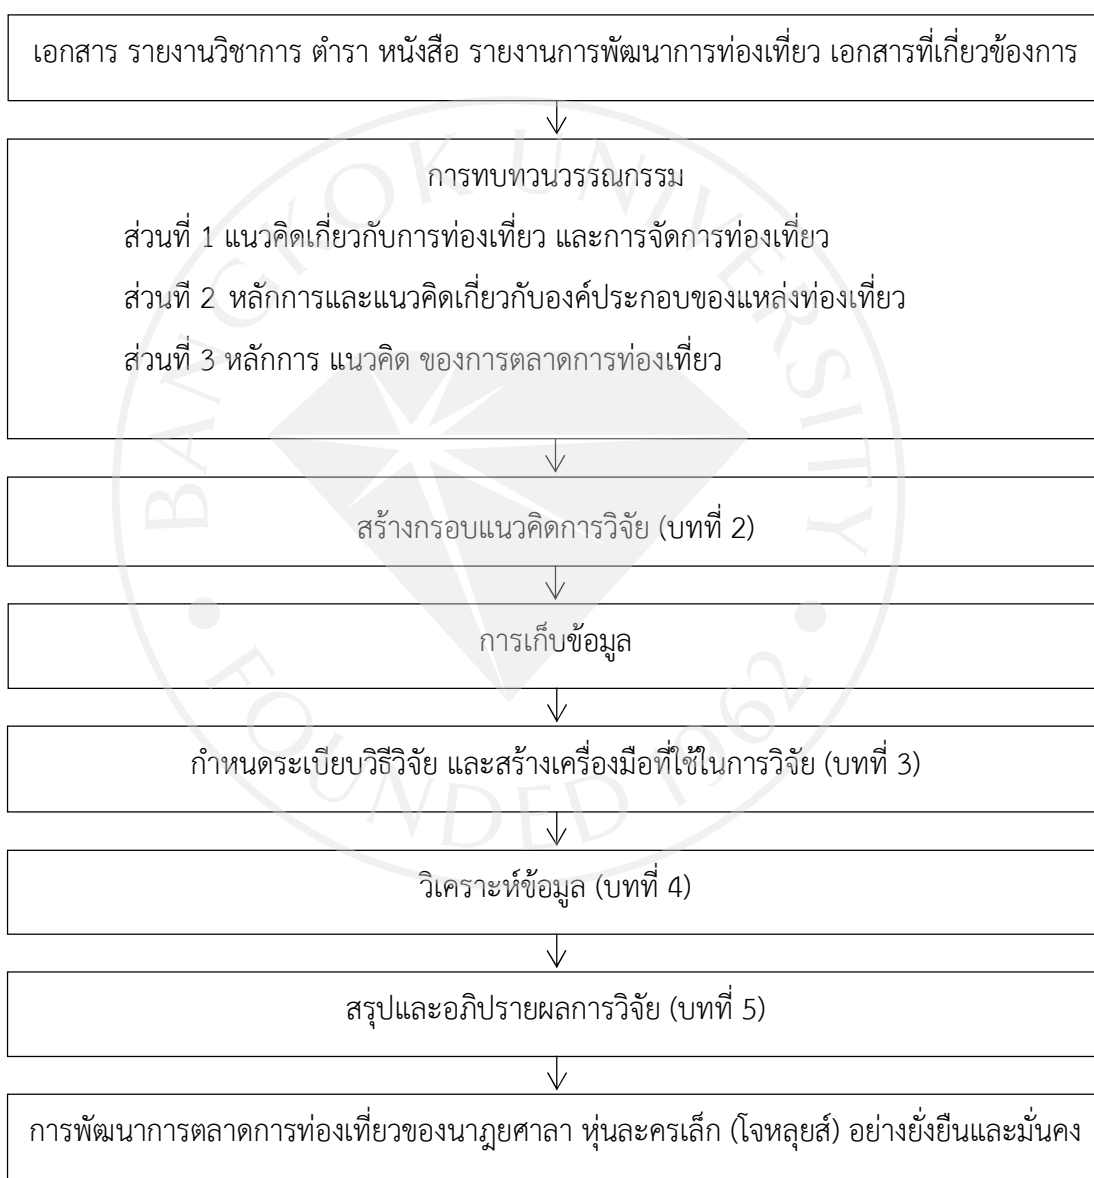 เอกสาร รายงานวิชาการ ตำรา หนังสือ รายงานการพัฒนาการท่องเที่ยว เอกสารที่เกี่ยวข้องการ
การทบทวนวรรณกรรม
ส่วนที่ 1 แนวคิดเกี่ยวกับการท่องเที่ยว และการจัดการท่องเที่ยว
ส่วนที 2 หลักการและแนวคิดเกี่ยวกับองค์ประกอบของแหล่งท่องเที่ยว
ส่วนที่ 3 หลักการ แนวคิด ของการตลาดการท่องเที่ยว
สร้างกรอบแนวคิดการวิจัย (บทที่ 2)
การเก็บข้อมูล
กำหนดระเบียบวิธีวิจัย และสร้างเครื่องมือที่ใช้ในการวิจัย (บทที่ 3)
วิเคราะห์ข้อมูล (บทที่ 4)
สรุปและอภิปรายผลการวิจัย (บทที่ 5)
การพัฒนาการตลาดการท่องเที่ยวของนาฎยศาลา หุ่นละครเล็ก (โจหลุยส์) อย่างยั่งยืนและมั่นคง
BANGKOK UNIVERSITY
FOUNDED 1962